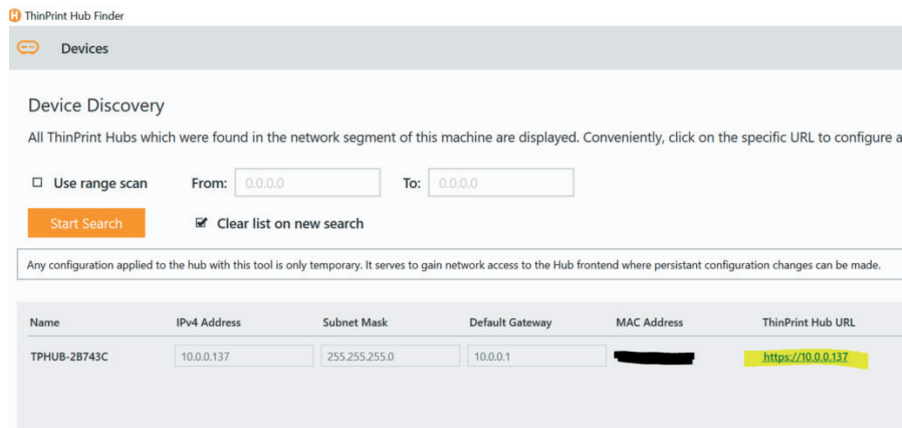 ThinPrint Hub Finder
Devices
Device Discovery
All ThinPrint Hubs which were found in the network segment of this machine are displayed. Conveniently, click on the specific URL to configure a
Use range scan From: 0.0.0.0 To: 0.0.0.0
Start Search Clear list on new search
Any configuration applied to the hub with this tool is only temporary. It serves to gain network access to the Hub frontend where persistant configuration changes can be made.
Name IPv4 Address Subnet Mask Default Gateway MAC Address ThinPrint Hub URL
TPHUB-2B743C 10.0.0.137 255.255.255.0 10.0.0.1 https://10.0.0.137